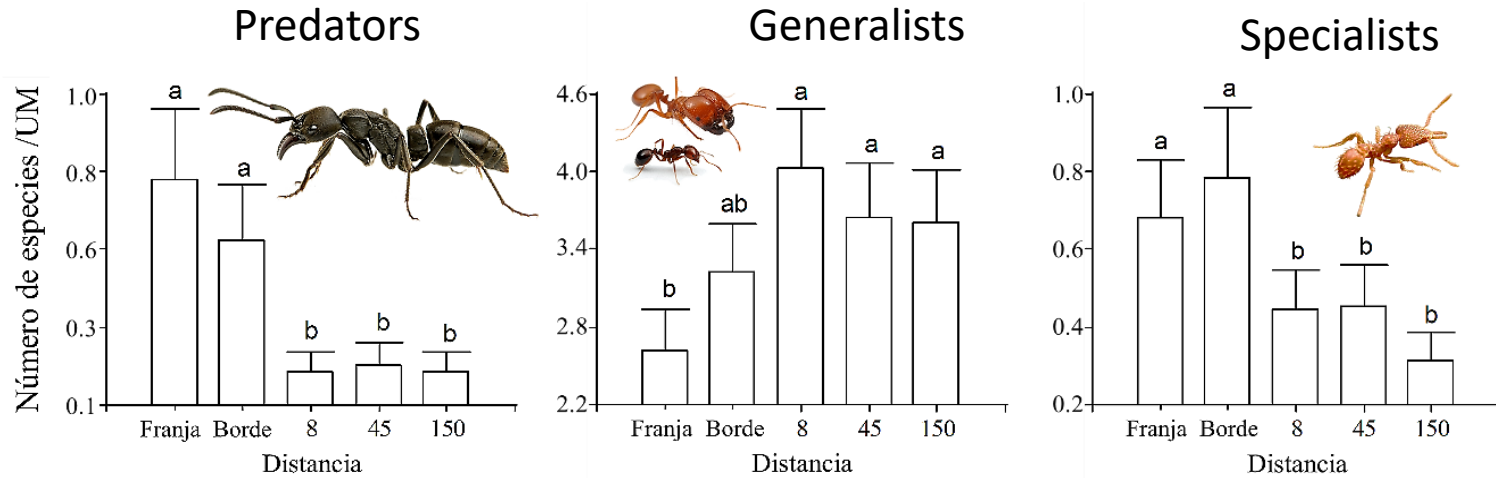 Predators
Generalists
Specialists
Número de especies /UM
1.0
0.8
0.6
0.3
0.1
a
a
b
b
b
Franja Borde 8 45 150
Distancia
4.6
4.0
3.4
2.8
2.2
b
ab
a
a
a
Franja Borde 8 45 150
Distancia
1.0
0.8
0.6
0.4
0.2
a
a
b
b
b
Franja Borde 8 45 150
Distancia